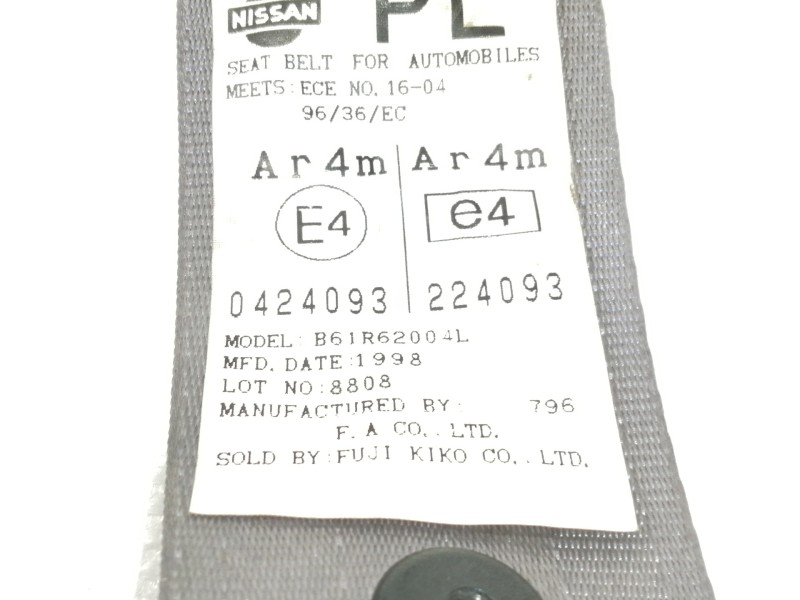 NISSAN PL
SEAT BELT FOR AUTOMOBILES
MEETS: ECE NO. 16-04
96/36/EC
Ar4m Ar4m
E4 e4
0424093 224093
MODEL: B61R62004L
MFD. DATE:1998
LOT NO:8808
MANUFACTURED BY: 796
F. A CO,. LTD.
SOLD BY:FUJI KIKO CO,. LTD.